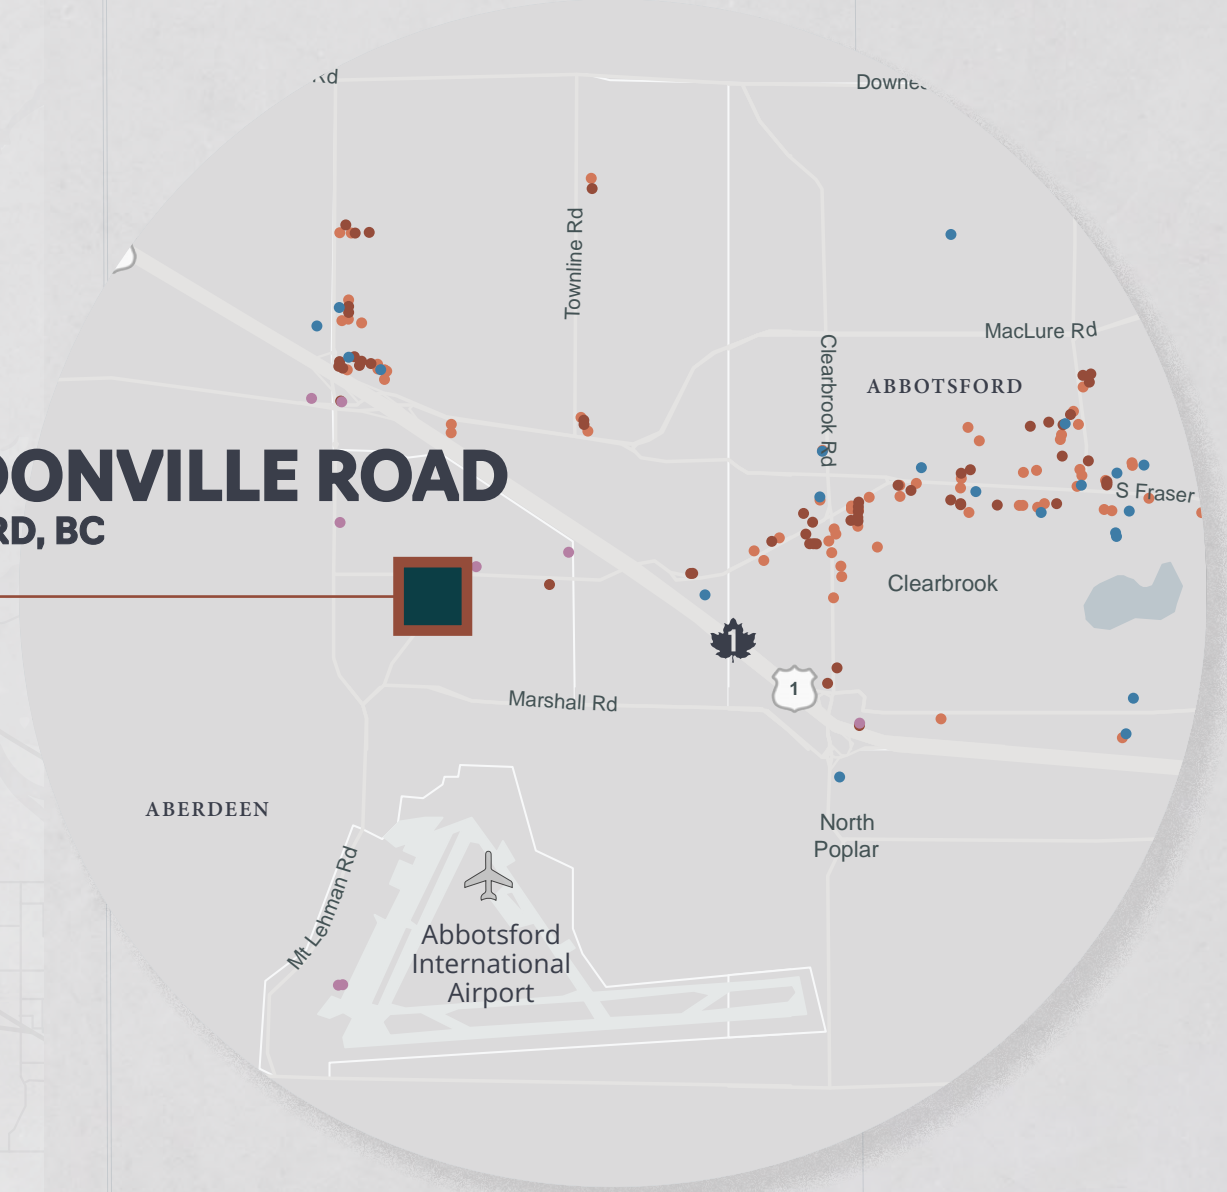 Rd
Downes
Townline Rd
MacLure Rd
Clearbrook Rd
ABBOTSFORD
ONVILLE ROAD
RD, BC
S Fraser
Clearbrook
1
1
Marshall Rd
ABERDEEN
North
Poplar
Mt Lehman Rd
Abbotsford
International
Airport